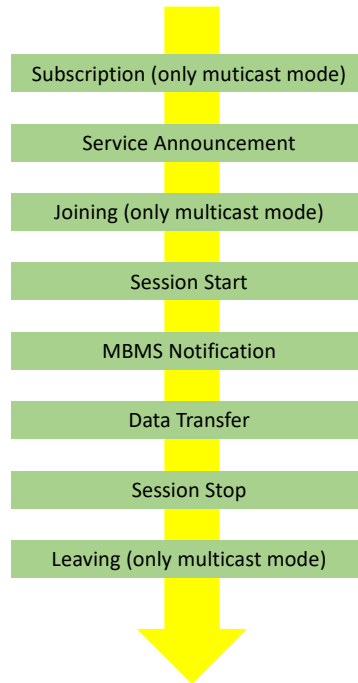 Subscription (only muticast mode)
Service Announcement
Joining (only multicast mode)
Session Start
MBMS Notification
Data Transfer
Session Stop
Leaving (only multicast mode)